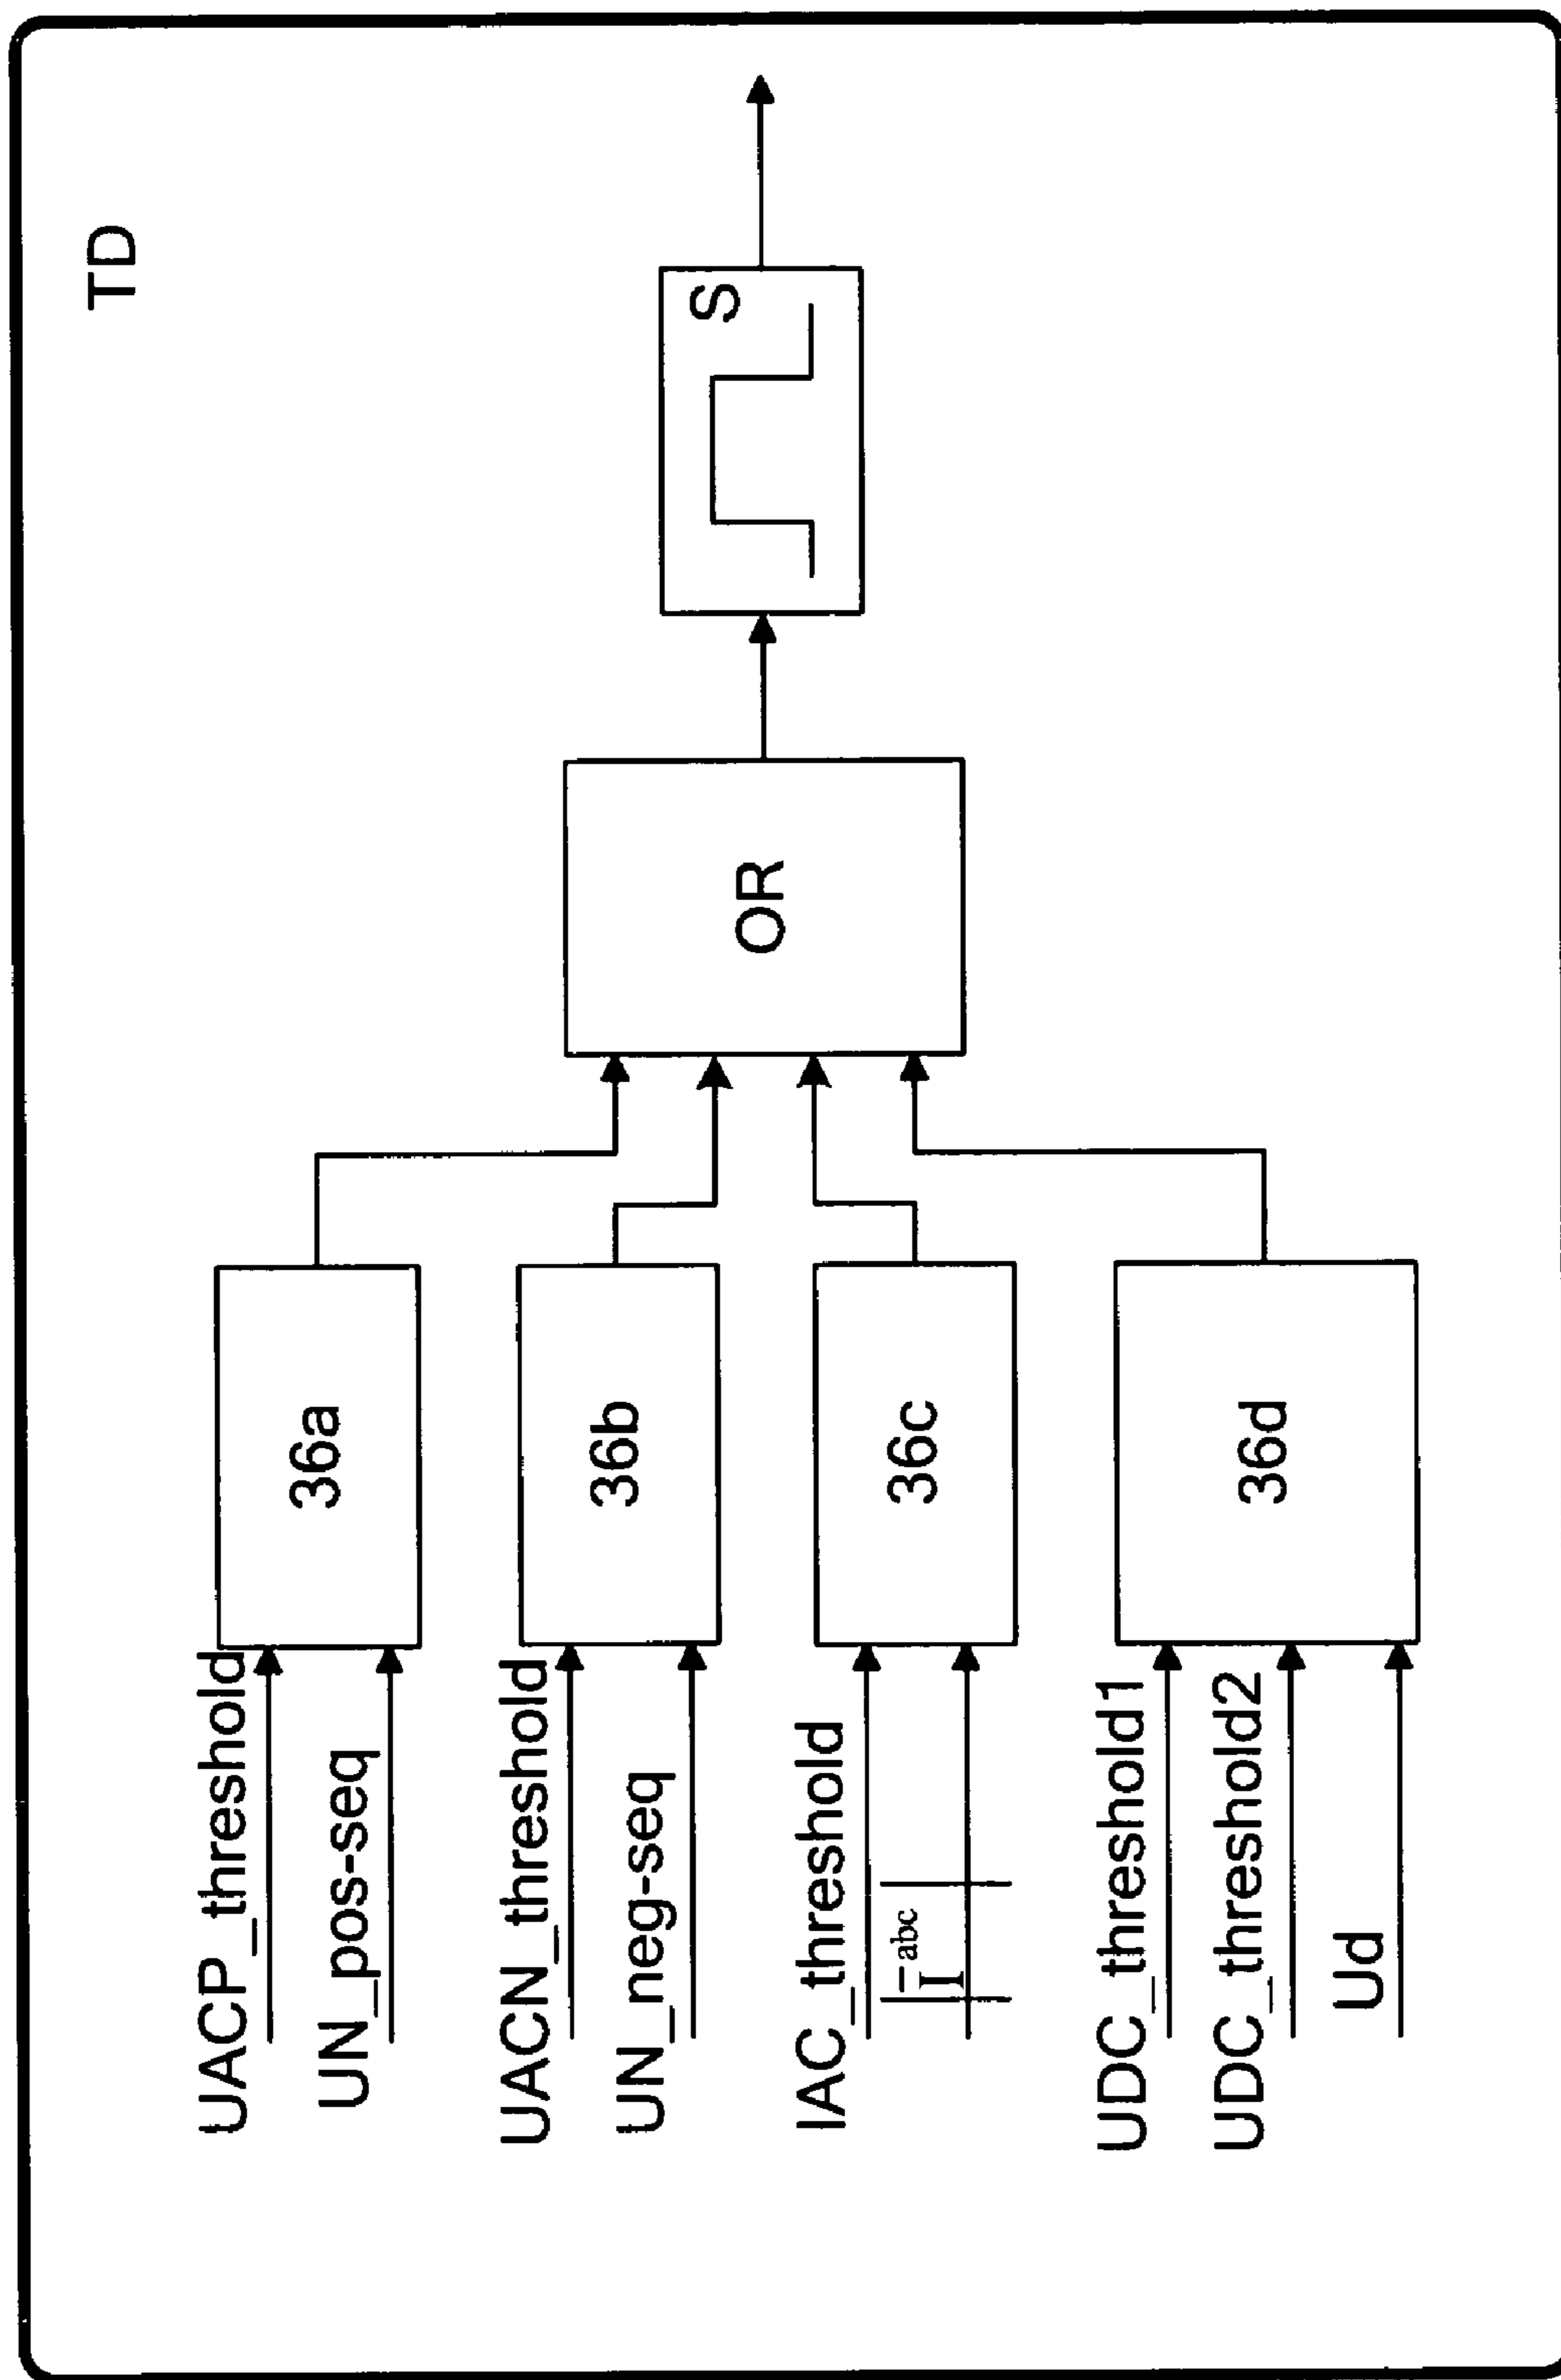 TD
UACP_threshold
UN_pos-seq
36a
UACN_threshold
UN_neg-seq
36b
OR
S
IAC_threshold
|I̅ᵃᵇᶜ|
36c
UDC_threshold1
UDC_threshold2
Ud
36d